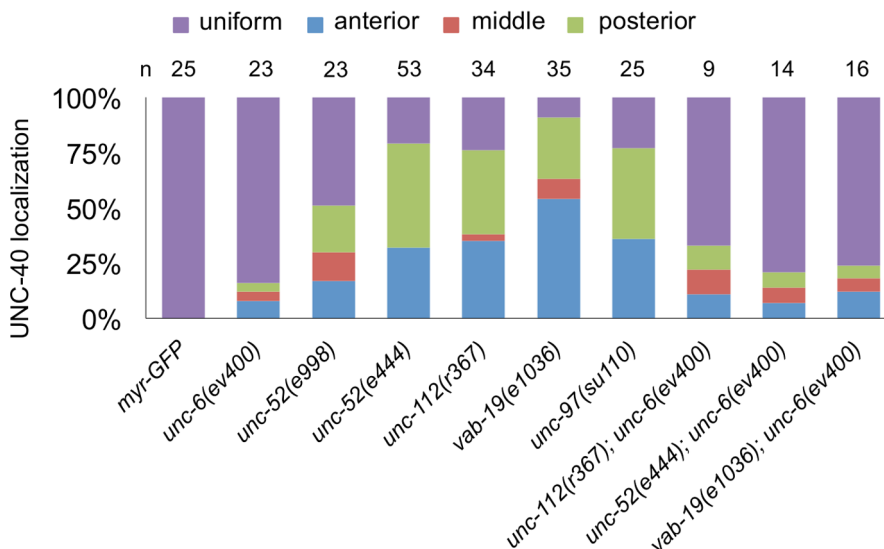 uniform anterior middle posterior
n 25 23 23 53 34 35 25 9 14 16
100%
75%
50%
25%
0%
UNC-40 localization
myr-GFP
unc-6(ev400)
unc-52(e998)
unc-52(e444)
unc-112(r367)
vab-19(e1036)
unc-97(su110)
unc-112(r367); unc-6(ev400)
unc-52(e444); unc-6(ev400)
vab-19(e1036); unc-6(ev400)